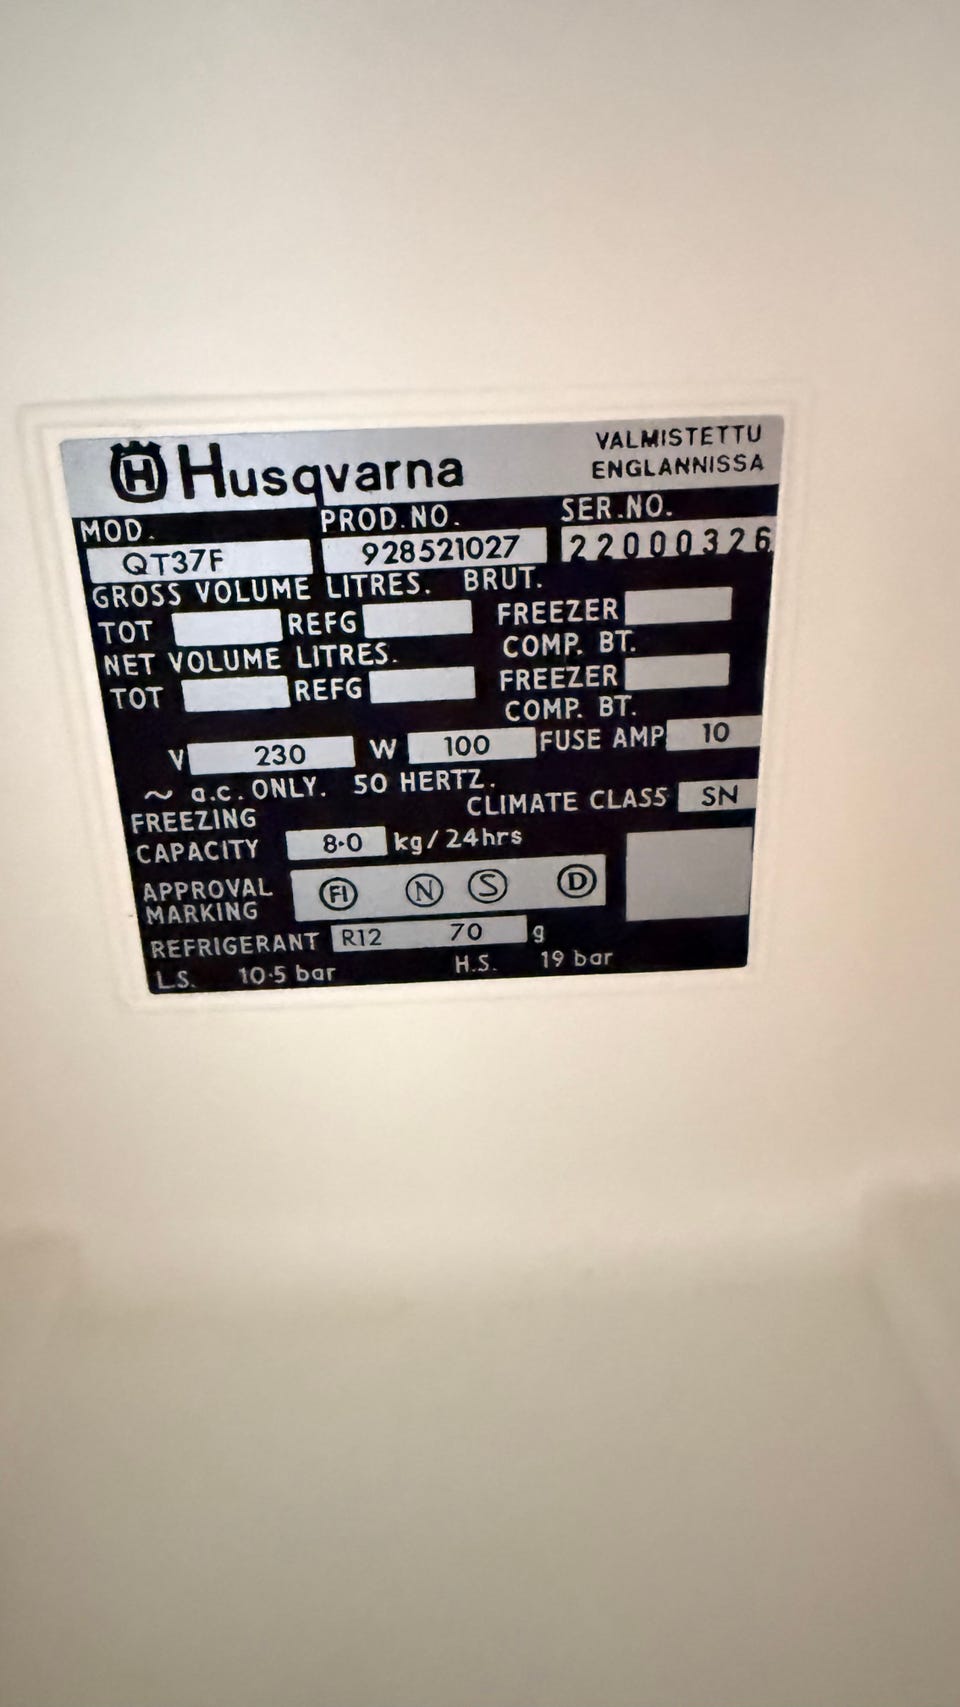 Husqvarna
VALMISTETTU
ENGLANNISSA
MOD. PROD.NO. SER.NO.
QT37F 928521027 22000326
GROSS VOLUME LITRES. BRUT.
TOT REFG FREEZER
COMP. BT.
NET VOLUME LITRES.
TOT REFG FREEZER
COMP. BT.
V 230 W 100 FUSE AMP 10
~ a.c. ONLY. 50 HERTZ.
CLIMATE CLASS SN
FREEZING
CAPACITY 8·0 kg/24hrs
APPROVAL
MARKING FI N S D
REFRIGERANT R12 70 g
L.S. 10·5 bar H.S. 19 bar